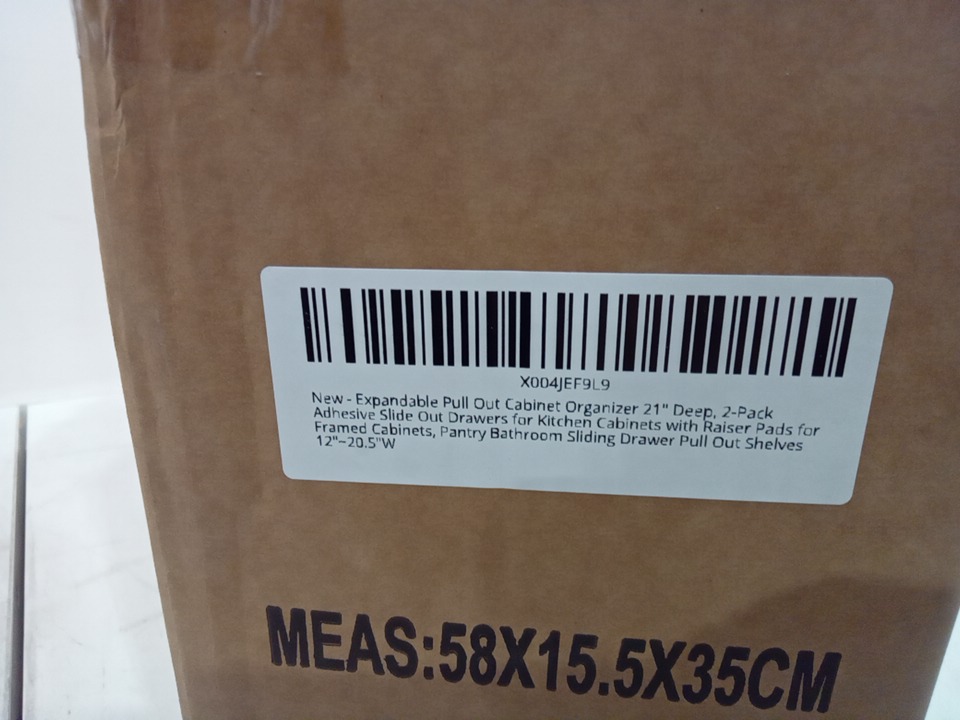 X004JEF9L9
New - Expandable Pull Out Cabinet Organizer 21" Deep, 2-Pack
Adhesive Slide Out Drawers for Kitchen Cabinets with Raiser Pads for
Framed Cabinets, Pantry Bathroom Sliding Drawer Pull Out Shelves
12"~20.5"W
MEAS:58X15.5X35CM